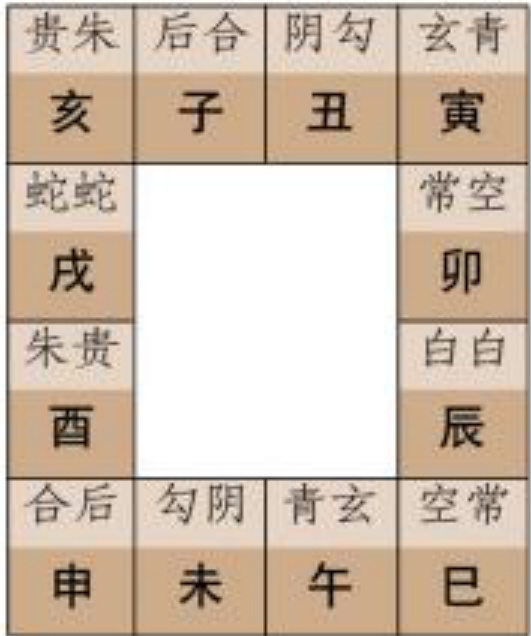 贵朱 后合 阴勾 玄青
亥 子 丑 寅
蛇蛇 常空
戌 卯
朱贵 白白
酉 辰
合后 勾阴 青玄 空常
申 未 午 巳